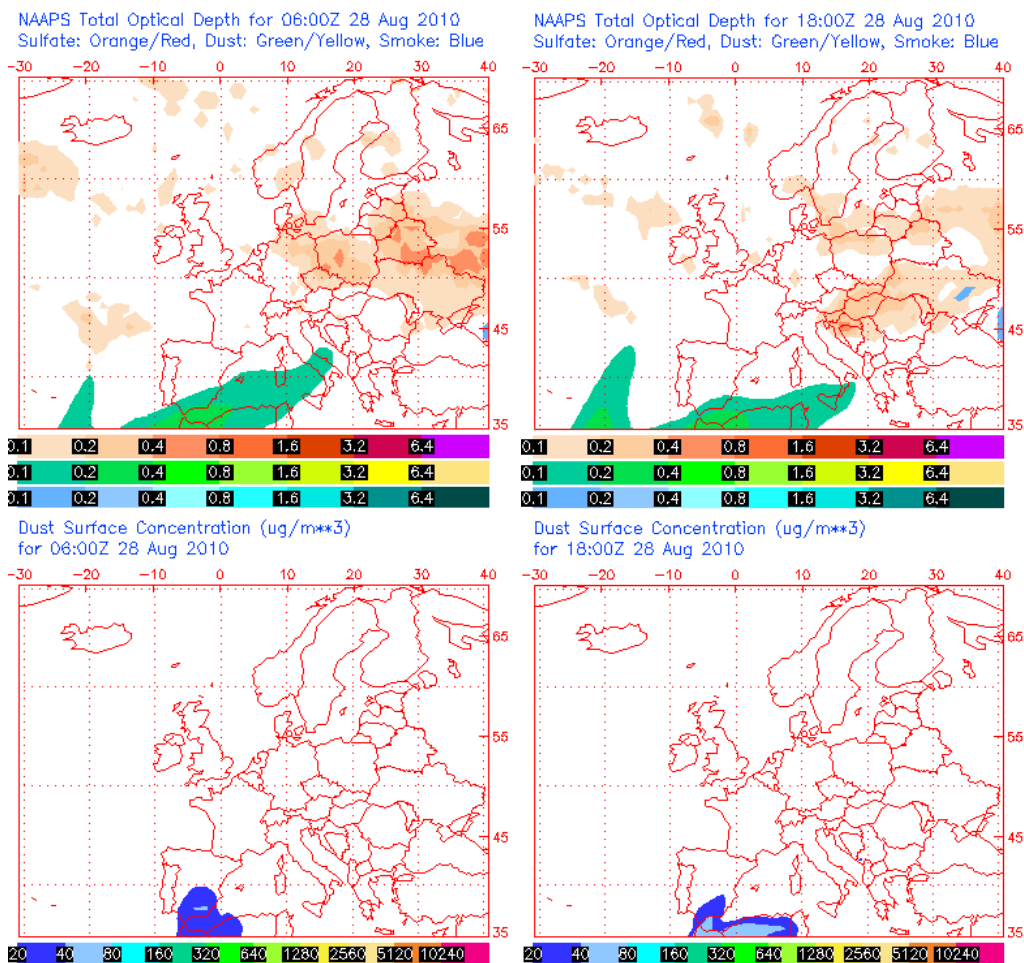 NAAPS Total Optical Depth for 06:00Z 28 Aug 2010
Sulfate: Orange/Red, Dust: Green/Yellow, Smoke: Blue
-30 -20 -10 0 10 20 30 40
65
55
45
35
0.1 0.2 0.4 0.8 1.6 3.2 6.4
0.1 0.2 0.4 0.8 1.6 3.2 6.4
0.1 0.2 0.4 0.8 1.6 3.2 6.4
NAAPS Total Optical Depth for 18:00Z 28 Aug 2010
Sulfate: Orange/Red, Dust: Green/Yellow, Smoke: Blue
-30 -20 -10 0 10 20 30 40
65
55
45
35
0.1 0.2 0.4 0.8 1.6 3.2 6.4
0.1 0.2 0.4 0.8 1.6 3.2 6.4
0.1 0.2 0.4 0.8 1.6 3.2 6.4
Dust Surface Concentration (ug/m**3)
for 06:00Z 28 Aug 2010
-30 -20 -10 0 10 20 30 40
65
55
45
35
20 40 80 160 320 640 1280 2560 5120 10240
Dust Surface Concentration (ug/m**3)
for 18:00Z 28 Aug 2010
-30 -20 -10 0 10 20 30 40
65
55
45
35
20 40 80 160 320 640 1280 2560 5120 10240